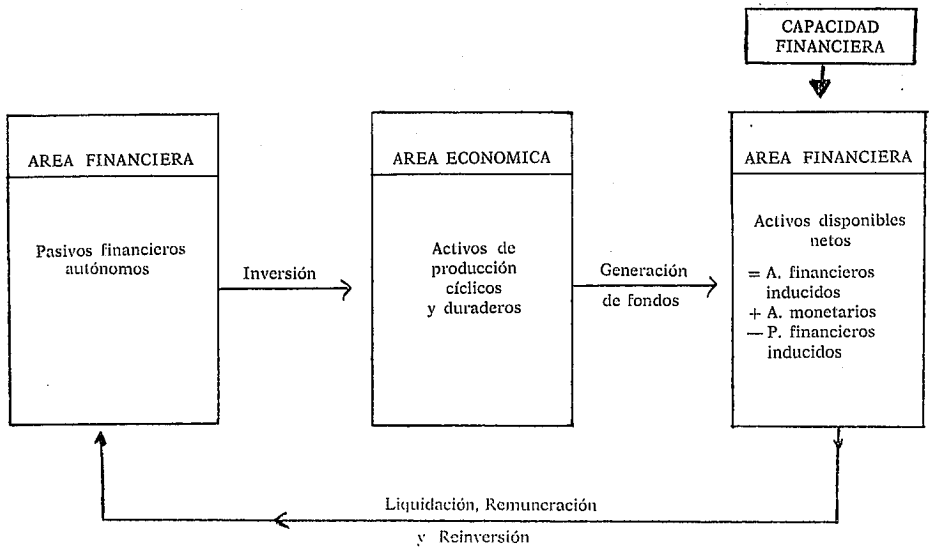 CAPACIDAD
FINANCIERA
AREA FINANCIERA
Pasivos financieros
autónomos
Inversión
AREA ECONOMICA
Activos de
producción
cíclicos
y duraderos
Generación
de fondos
AREA FINANCIERA
Activos disponibles
netos
= A. financieros
inducidos
+ A. monetarios
— P. financieros
inducidos
Liquidación, Remuneración
y Reinversión